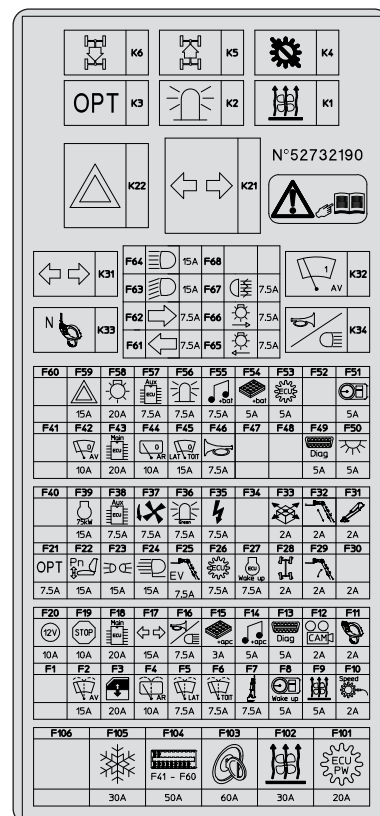 K6 K5 K4
OPT K3 K2 K1
N°52732190
K22 K21
F64 15A F68
K31 1 AV K32
F63 15A F67 7.5A
F62 7.5A F66 7.5A
N K33 K34
F61 7.5A F65 7.5A
F60 F59 F58 F57 F56 F55 F54 F53 F52 F51
Aux ECU +bat +bat ECU
15A 20A 7.5A 7.5A 7.5A 5A 5A 5A
F41 F42 F43 F44 F45 F46 F47 F48 F49 F50
0 AV Main ECU 0 AR LAT 0 TOIT Diag
10A 20A 10A 15A 7.5A 5A 5A
F40 F39 F38 F37 F36 F35 F34 F33 F32 F31
75kW Aux ECU Green
15A 7.5A 7.5A 7.5A 7.5A 2A 2A 2A
F21 F22 F23 F24 F25 F26 F27 F28 F29 F30
OPT Pn EV ECU Wake up
7.5A 15A 15A 15A 7.5A 7.5A 7.5A 2A 2A 2A
F20 F19 F18 F17 F16 F15 F14 F13 F12 F11
12V STOP Main ECU +apc +apc Diag CAM
10A 10A 10A 15A 7.5A 3A 5A 5A 2A 2A
F1 F2 F3 F4 F5 F6 F7 F8 F9 F10
AV AR LAT TOIT Wake up Speed
15A 20A 10A 7.5A 7.5A 7.5A 5A 5A 2A
F106 F105 F104 F103 F102 F101
F41 - F60 ECU PW
30A 50A 60A 30A 20A